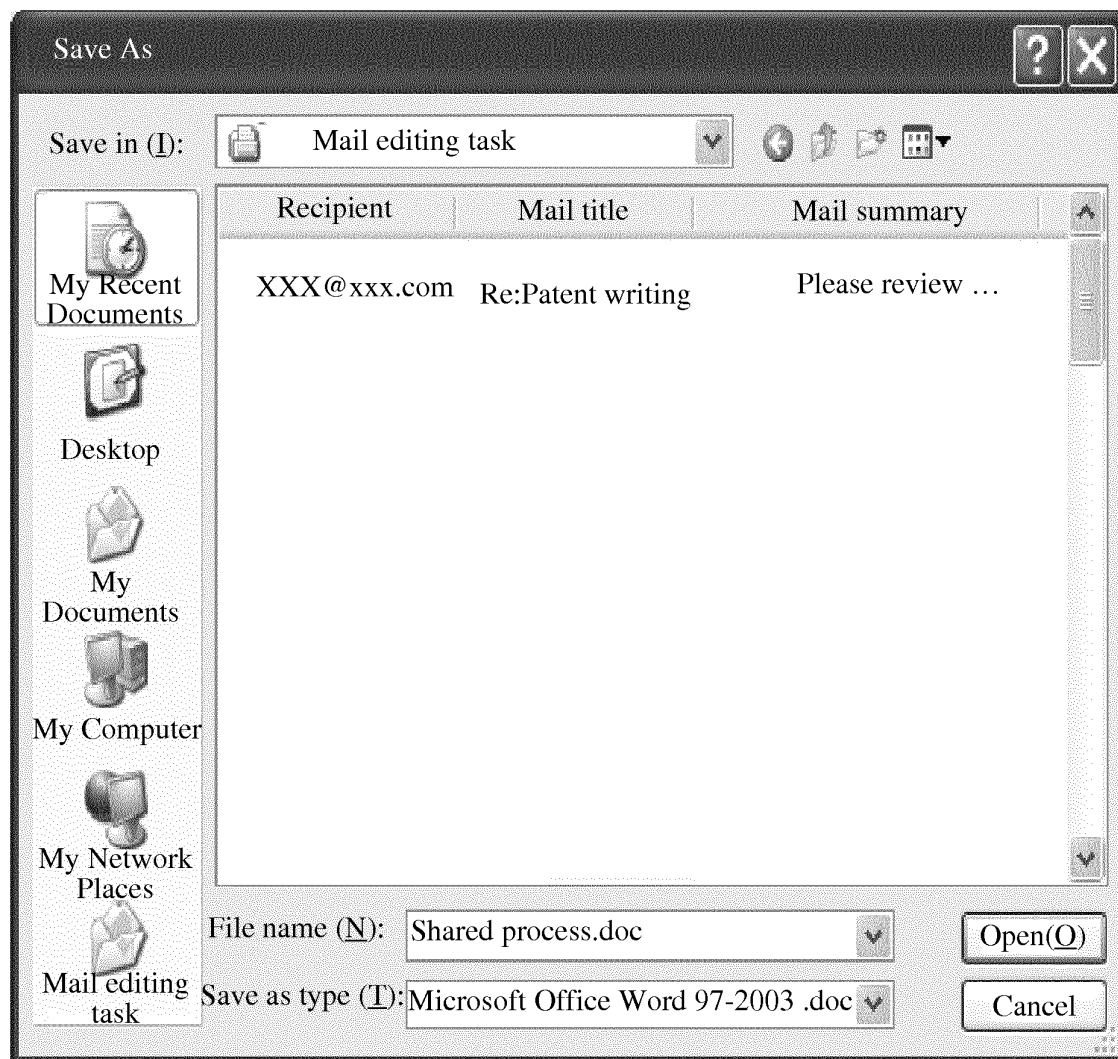 Save As
? X
Save in (I):
Mail editing task
Recipient
Mail title
Mail summary
XXX@xxx.com
Re:Patent writing
Please review …
My Recent
Documents
Desktop
My
Documents
My Computer
My Network
Places
Mail editing
task
File name (N):
Shared process.doc
Open(O)
Save as type (T):
Microsoft Office Word 97-2003 .doc
Cancel